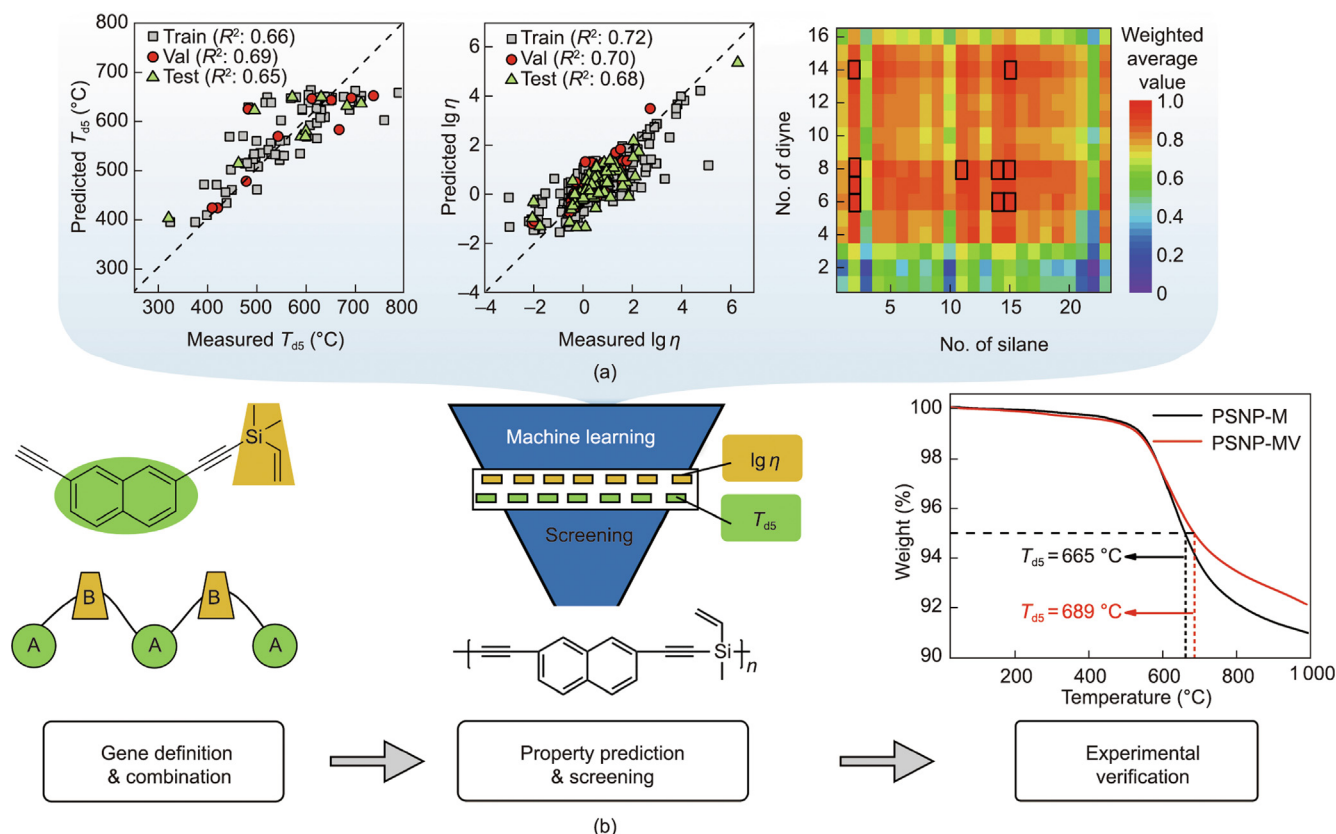 800
700
600
500
400
300
Predicted T_d5 (°C)
Train (R²: 0.66)
Val (R²: 0.69)
Test (R²: 0.65)
300 400 500 600 700 800
Measured T_d5 (°C)
6
4
2
0
−2
−4
Predicted lg η
Train (R²: 0.72)
Val (R²: 0.70)
Test (R²: 0.68)
−4 −2 0 2 4 6
Measured lg η
16
14
12
10
8
6
4
2
No. of diyne
5 10 15 20
No. of silane
Weighted
average
value
1.0
0.8
0.6
0.4
0.2
0
(a)
Si
B B
A A A
Gene definition
& combination
Machine learning
lg η
T_d5
Screening
Si
n
Property prediction
& screening
100
98
96
94
92
90
Weight (%)
PSNP-M
PSNP-MV
T_d5 = 665 °C
T_d5 = 689 °C
200 400 600 800 1 000
Temperature (°C)
Experimental
verification
(b)